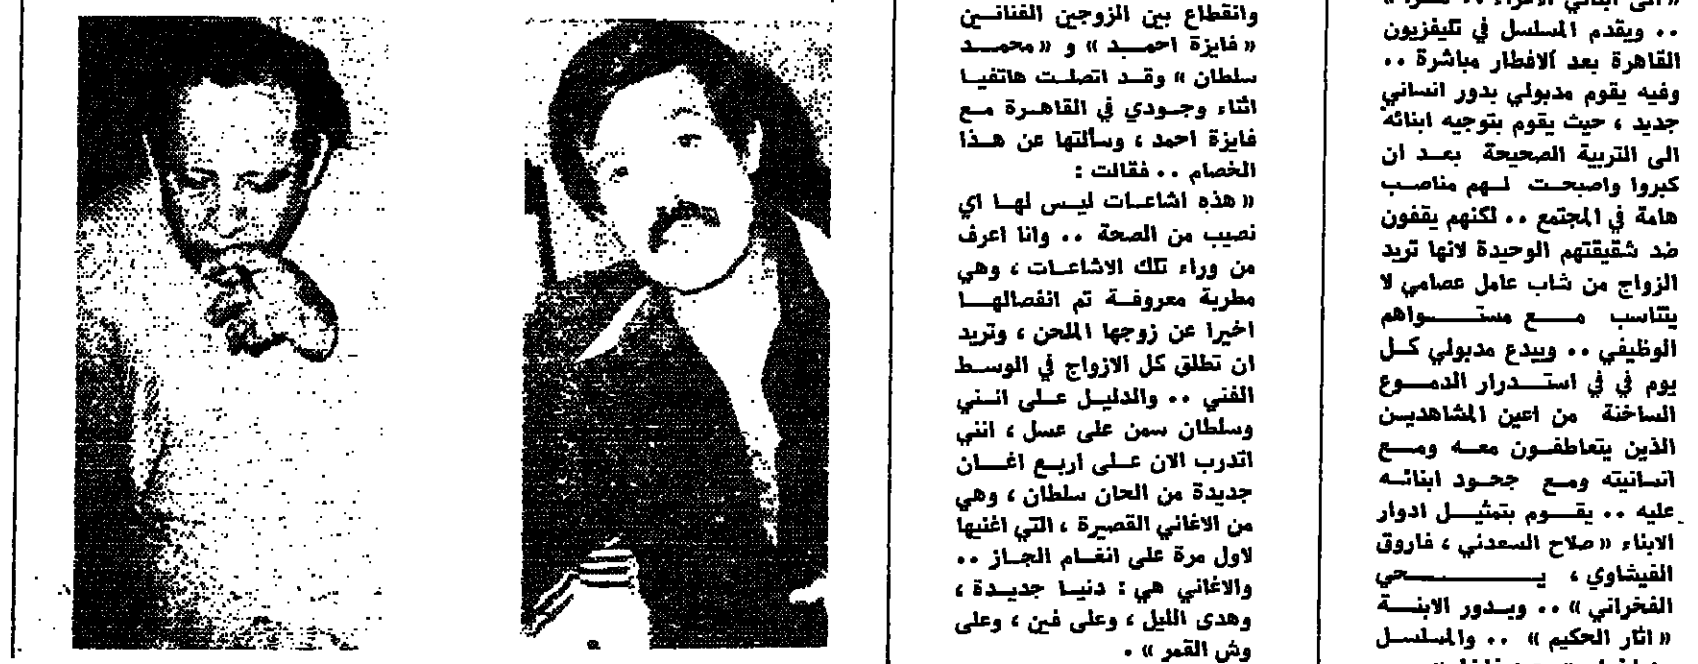 .. ويقدم المسلسل في تليفزيون
القاهرة بعد الافطار مباشرة ..
وفيه يقوم مدبولي بدور انساني
جديد ، حيث يقوم بتوجيه ابنائه
الى التربية الصحيحة بعد ان
كبروا واصبحت لهم مناصب
هامة في المجتمع .. لكنهم يقفون
ضد شقيقتهم الوحيدة لانها تريد
الزواج من شاب عامل عصامي لا
يتناسب مع مستواهم
الوظيفي .. ويبدع مدبولي كل
يوم في في استدرار الدموع
الساخنة من اعين المشاهدين
الذين يتعاطفون معه ومع
انسانيته ومع جحود ابنائه
عليه .. يقوم بتمثيل ادوار
الابناء « صلاح السعدني ، فاروق
الفيشاوي ، يحي
الفخراني » .. وبدور الابنة
« اثار الحكيم » .. والمسلسل
وانقطاع بين الزوجين الفنانين
« فايزة احمد » و « محمد
سلطان » وقد اتصلت هاتفيا
اثناء وجودي في القاهرة مع
فايزة احمد ، وسألتها عن هذا
الخصام .. فقالت :
« هذه اشاعات ليس لها اي
نصيب من الصحة .. وانا اعرف
من وراء تلك الاشاعات ، وهي
مطربة معروفة تم انفصالها
اخيرا عن زوجها الملحن ، وتريد
ان تطلق كل الازواج في الوسط
الفني .. والدليل على انني
وسلطان سمن على عسل ، انني
اتدرب الان على اربع اغان
جديدة من الحان سلطان ، وهي
من الاغاني القصيرة ، التي اغنيها
لاول مرة على انغام الجاز ..
والاغاني هي : دنيا جديدة ،
وهدى الليل ، وعلى فين ، وعلى
وش القمر » .